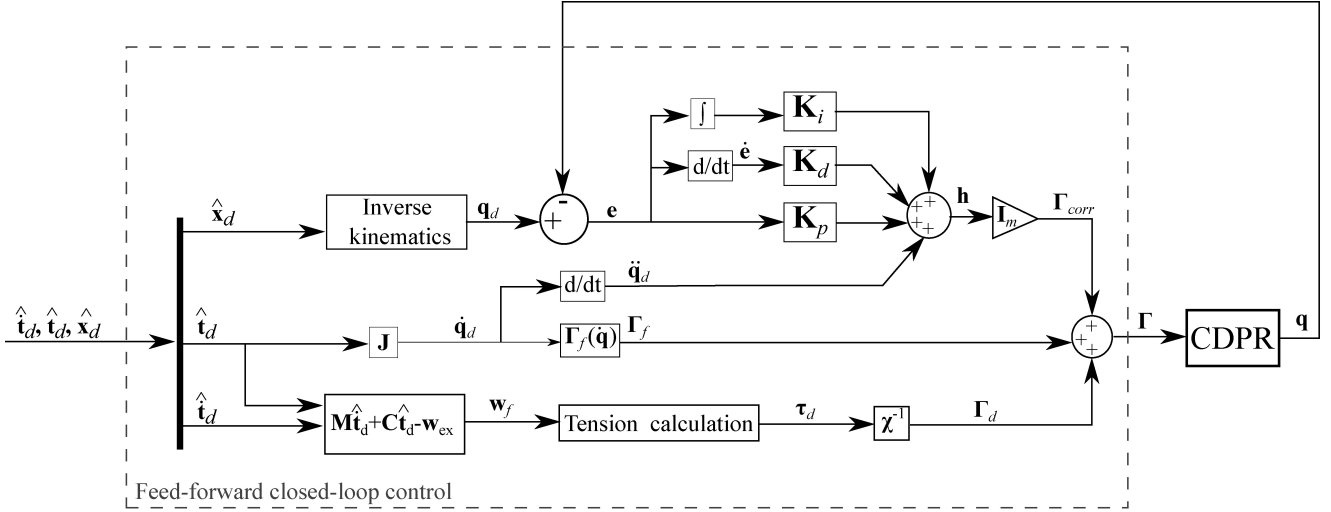 ∫
K_i
d/dt
ė
K_d
x̂_d
Inverse
kinematics
q_d
-
+
e
K_p
+ +
+ +
h
I_m
Γ_corr
d/dt
q̈_d
ṫ̂_d, t̂_d, x̂_d
t̂_d
J
q̇_d
Γ_f(q̇)
Γ_f
+
+ +
Γ
CDPR
q
ṫ̂_d
Mṫ̂_d+Ct̂_d-w_ex
w_f
Tension calculation
τ_d
χ^-1
Γ_d
Feed-forward closed-loop control